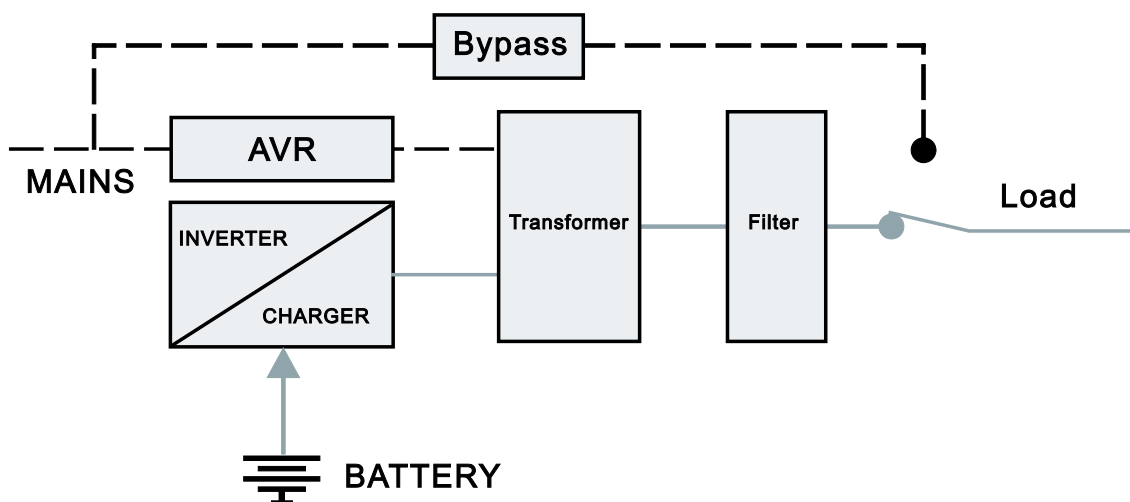 Bypass
AVR
MAINS
Load
Transformer
Filter
INVERTER
CHARGER
BATTERY